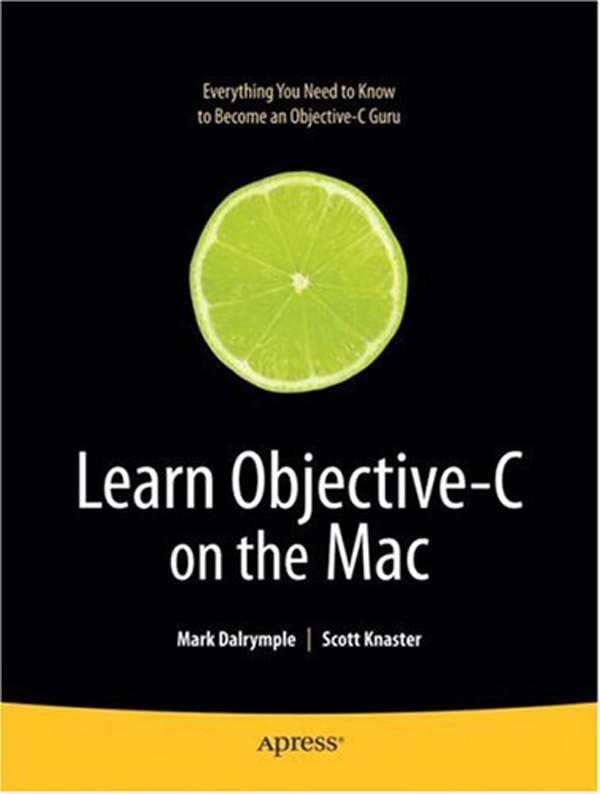 Everything You Need to Know
to Become an Objective-C Guru
Learn Objective-C
on the Mac
Mark Dalrymple | Scott Knaster
Apress®